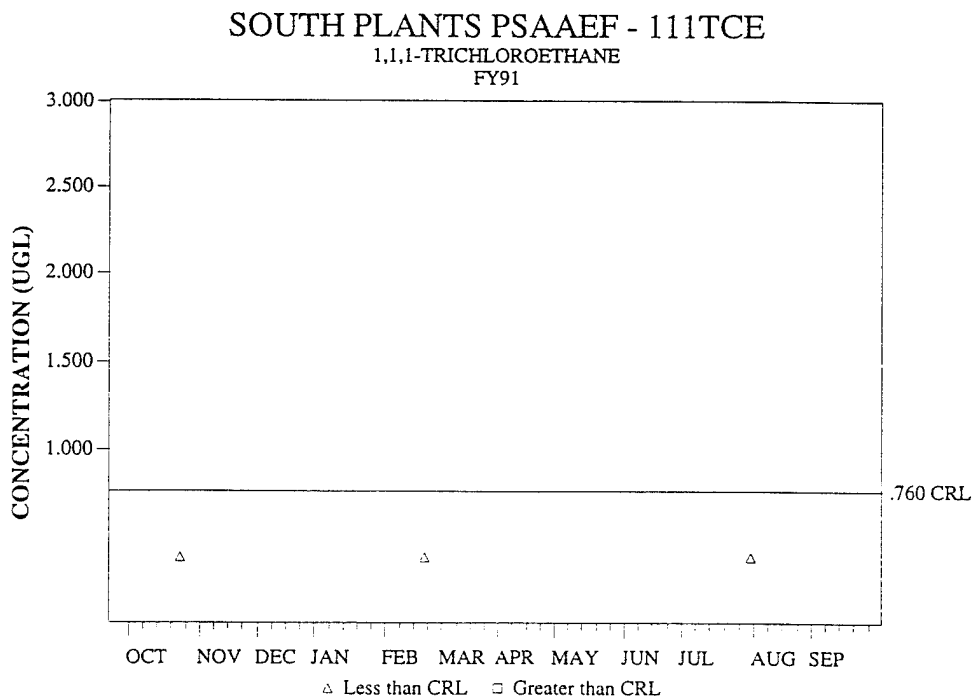 SOUTH PLANTS PSAAEF - 111TCE
1,1,1-TRICHLOROETHANE
FY91
3.000
2.500
2.000
1.500
1.000
CONCENTRATION (UGL)
.760 CRL
OCT NOV DEC JAN FEB MAR APR MAY JUN JUL AUG SEP
△ Less than CRL □ Greater than CRL